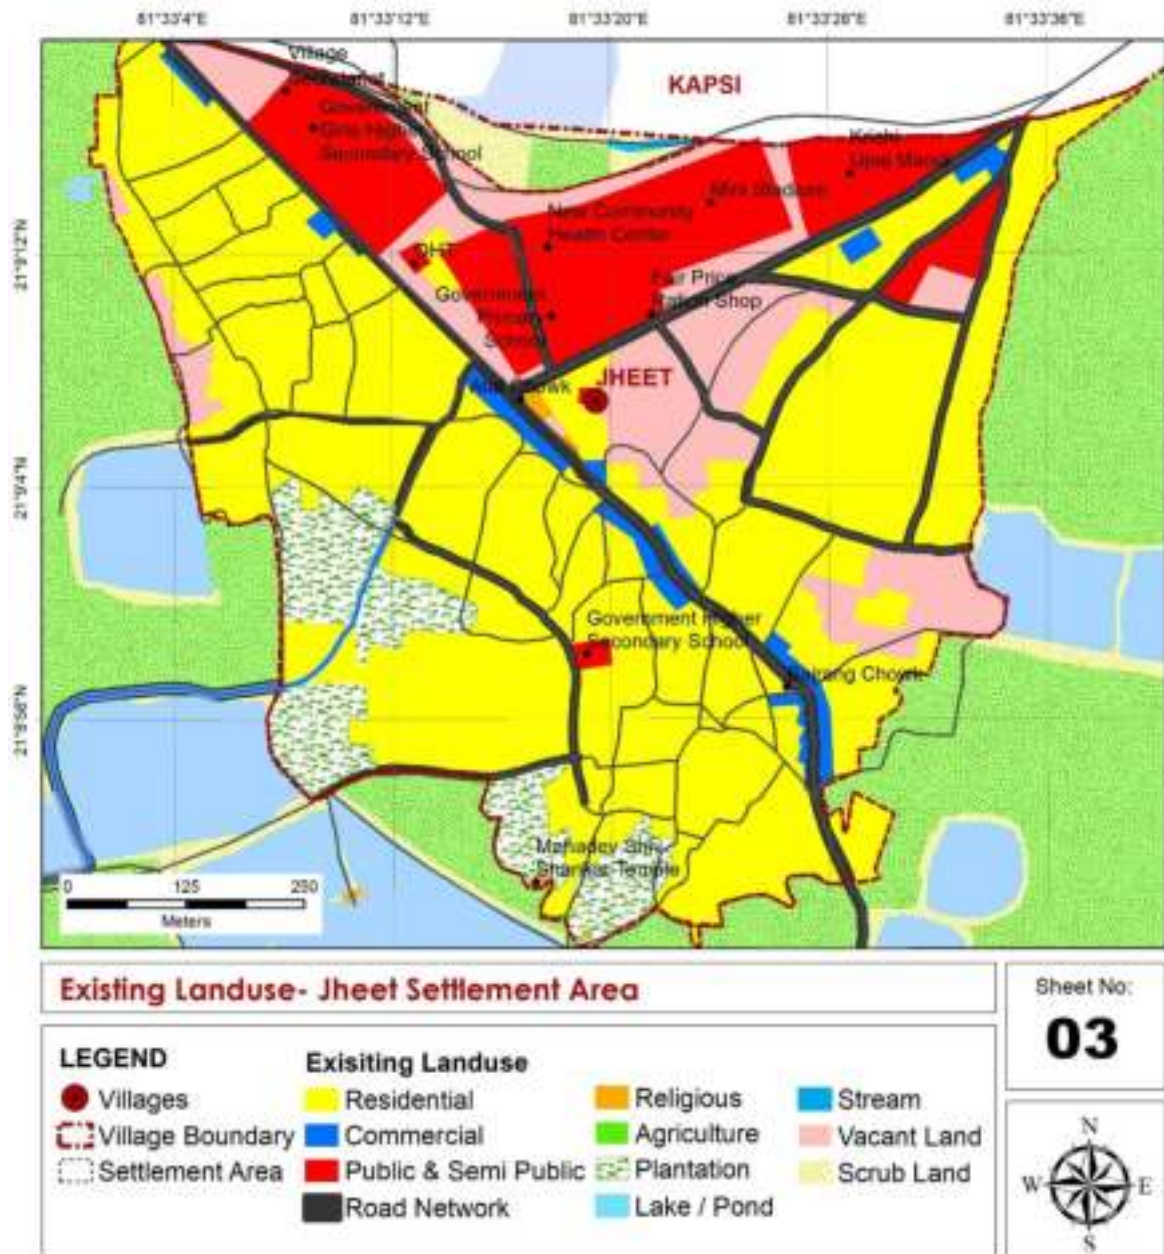 81°33'4"E 81°33'12"E 81°33'20"E 81°33'28"E 81°33'36"E
KAPSI
Village
Government
Girls Higher
Secondary School
Krishi
Upaj Mandi
Mini Stadium
New Community
Health Center
21°9'12"N
OHT
Fair Price
Ration Shop
Government
Primary
School
JHEET
21°9'4"N
Government Higher
Secondary School
Chowk
21°8'56"N
Mahadev Shiv
Shankar Temple
0 125 250
Meters
Existing Landuse- Jheet Settlement Area
Sheet No:
03
LEGEND
Villages
Village Boundary
Settlement Area
Exisiting Landuse
Residential
Commercial
Public & Semi Public
Road Network
Religious
Agriculture
Plantation
Lake / Pond
Stream
Vacant Land
Scrub Land
N
W E
S